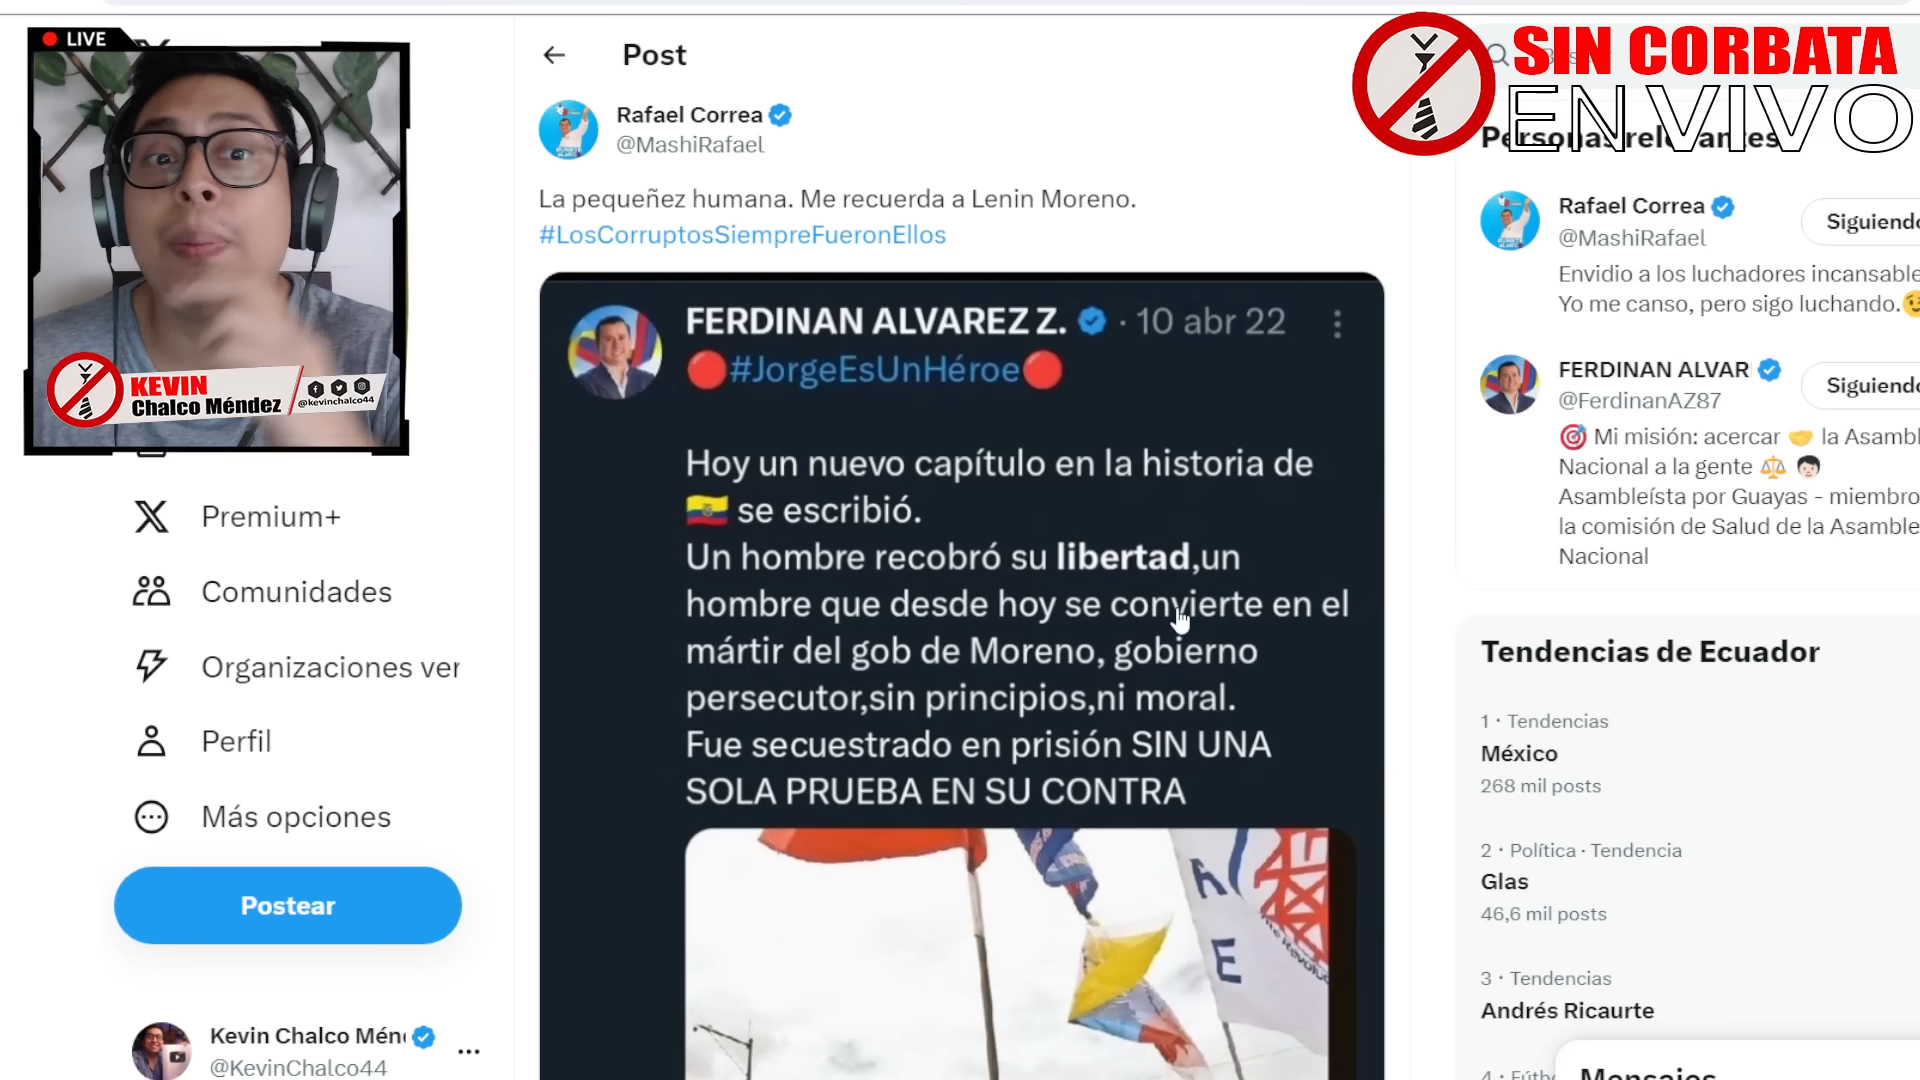 LIVE
KEVIN
Chalco Méndez
@kevinchalco44
Premium+
Comunidades
Organizaciones ver
Perfil
Más opciones
Postear
Kevin Chalco Mén
@KevinChalco44
Post
Rafael Correa
@MashiRafael
La pequeñez humana. Me recuerda a Lenin Moreno.
#LosCorruptosSiempreFueronEllos
FERDINAN ALVAREZ Z. · 10 abr 22
#JorgeEsUnHéroe
Hoy un nuevo capítulo en la historia de
se escribió.
Un hombre recobró su libertad,un
hombre que desde hoy se convierte en el
mártir del gob de Moreno, gobierno
persecutor,sin principios,ni moral.
Fue secuestrado en prisión SIN UNA
SOLA PRUEBA EN SU CONTRA
A
E
SIN CORBATA
EN VIVO
Personas relevantes
Rafael Correa
@MashiRafael
Siguiendo
Envidio a los luchadores incansable
Yo me canso, pero sigo luchando.
FERDINAN ALVAR
@FerdinanAZ87
Siguiendo
Mi misión: acercar la Asambl
Nacional a la gente
Asambleísta por Guayas - miembro
la comisión de Salud de la Asamble
Nacional
Tendencias de Ecuador
1 · Tendencias
México
268 mil posts
2 · Política · Tendencia
Glas
46,6 mil posts
3 · Tendencias
Andrés Ricaurte
4 · Fútb
Mensajes